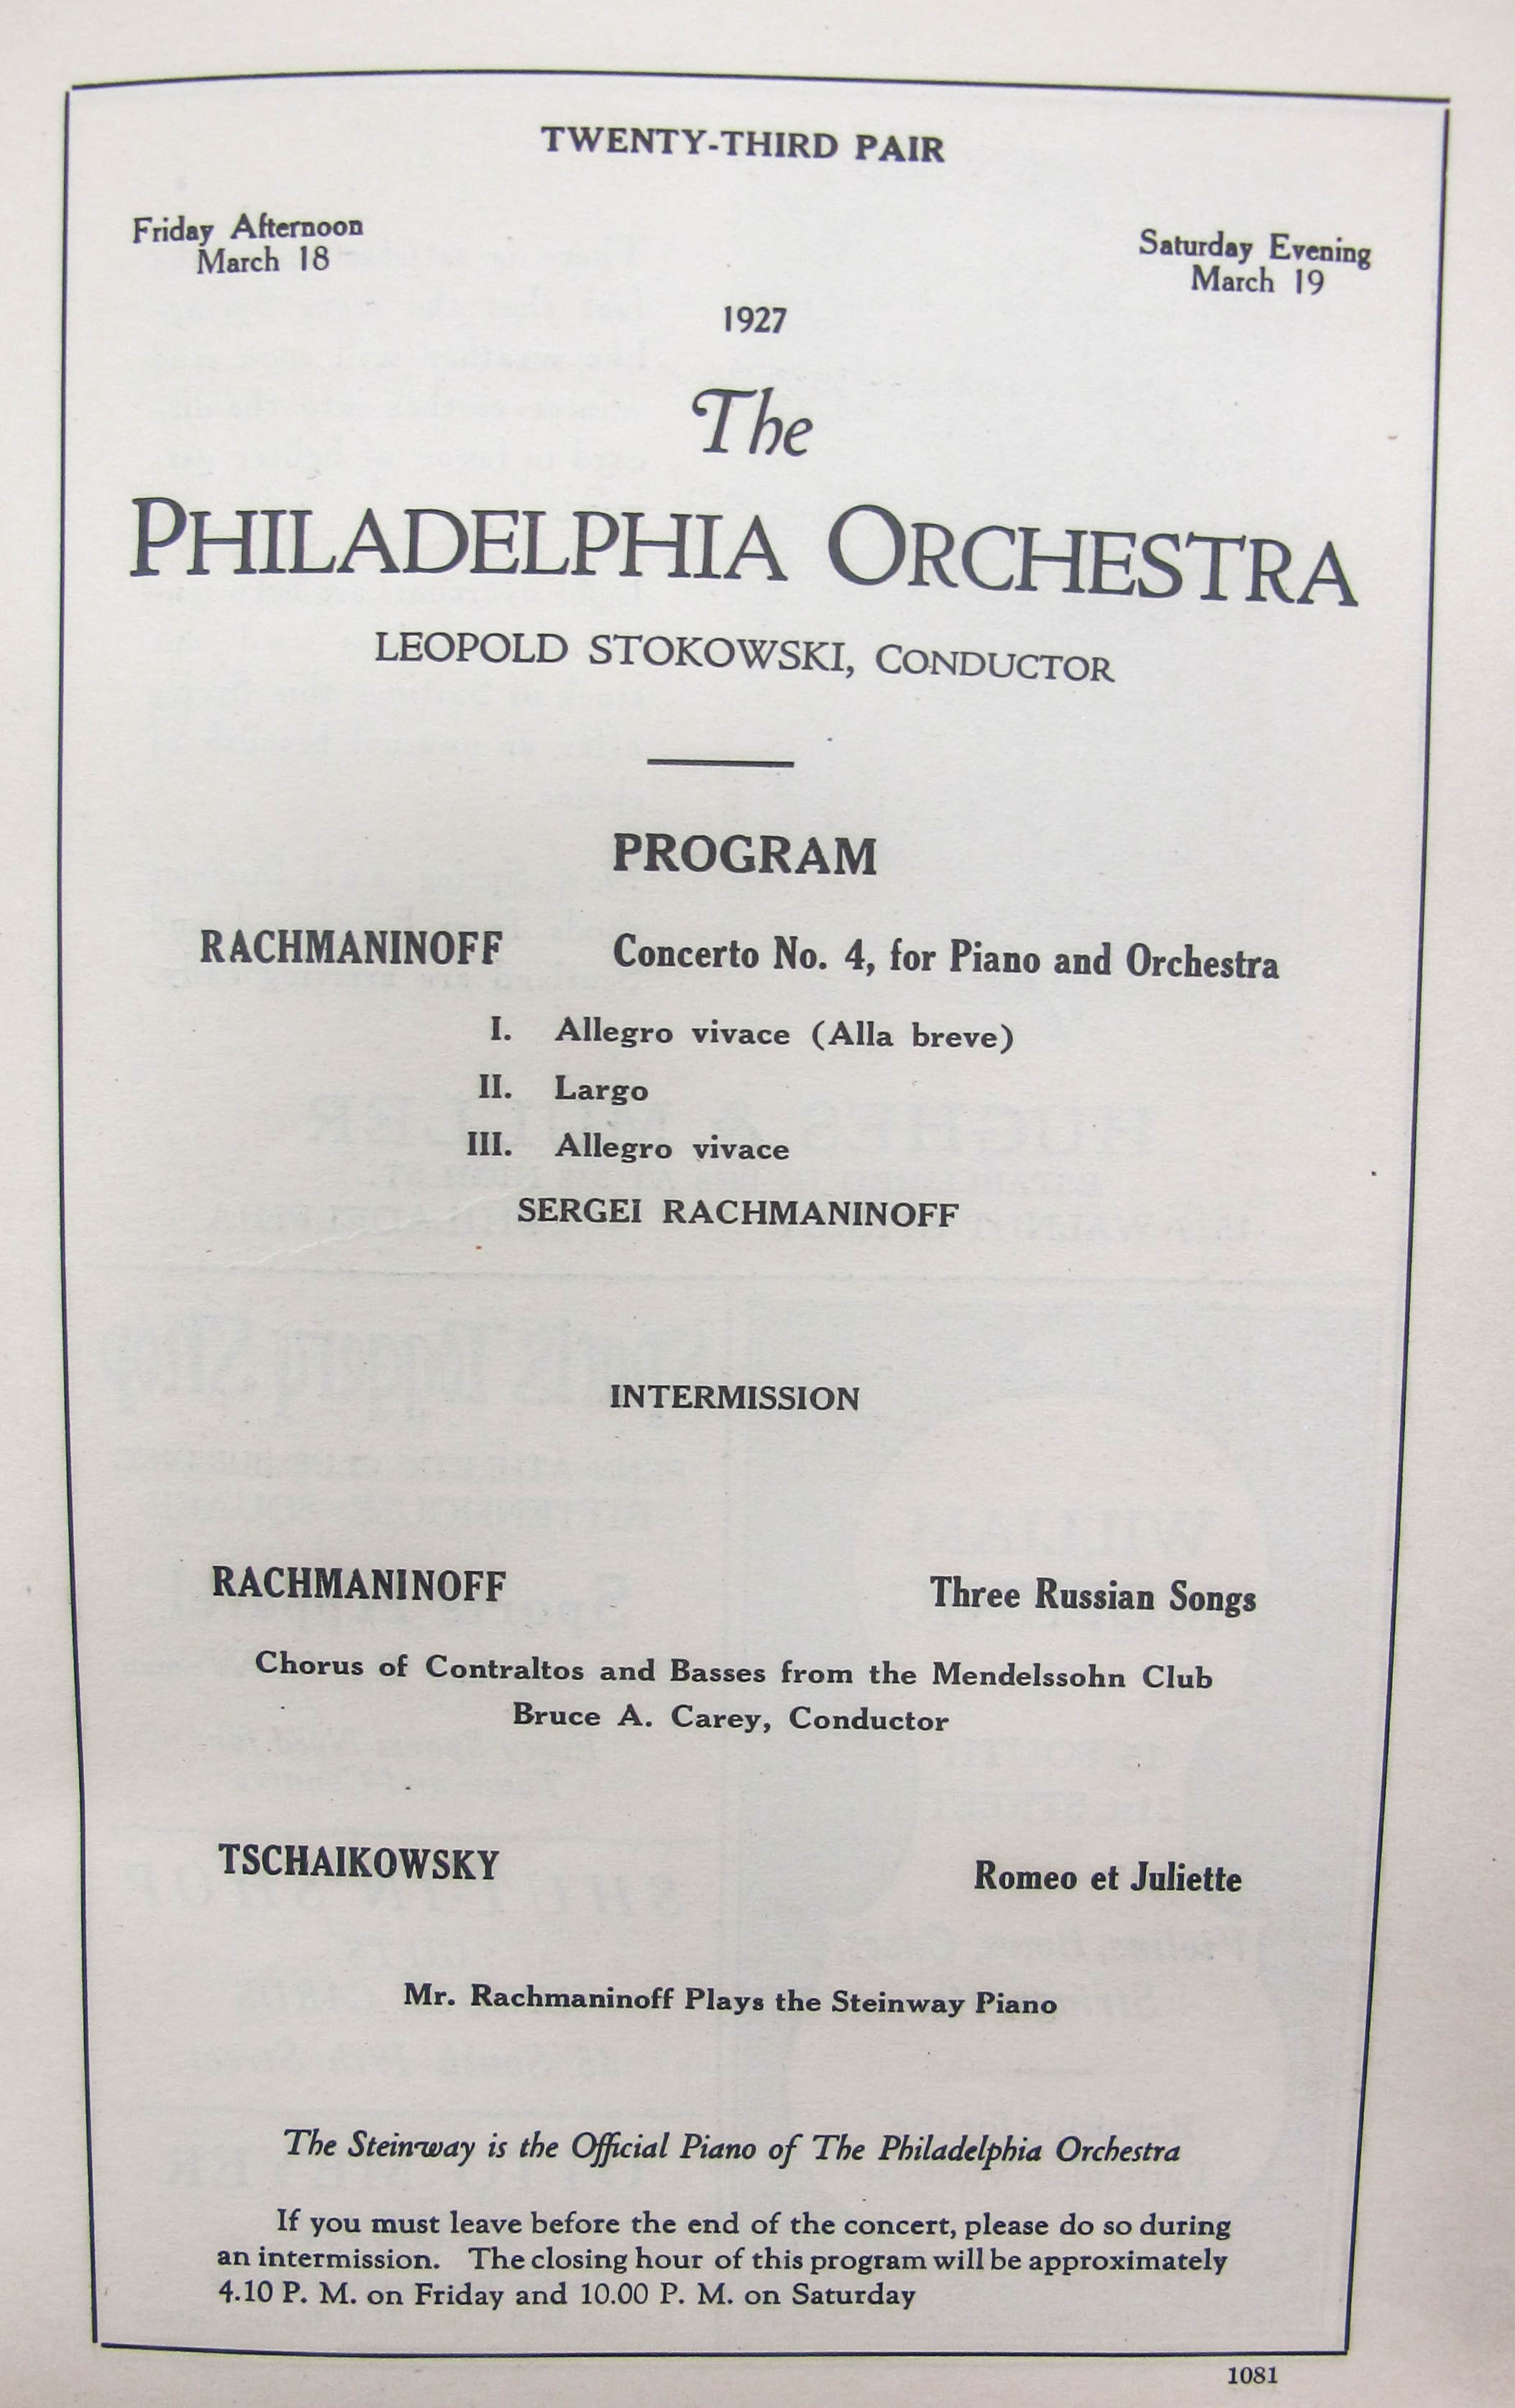 TWENTY-THIRD PAIR
Friday Afternoon
March 18
Saturday Evening
March 19
1927
The
PHILADELPHIA ORCHESTRA
LEOPOLD STOKOWSKI, CONDUCTOR
PROGRAM
RACHMANINOFF Concerto No. 4, for Piano and Orchestra
I. Allegro vivace (Alla breve)
II. Largo
III. Allegro vivace
SERGEI RACHMANINOFF
INTERMISSION
RACHMANINOFF Three Russian Songs
Chorus of Contraltos and Basses from the Mendelssohn Club
Bruce A. Carey, Conductor
TSCHAIKOWSKY Romeo et Juliette
Mr. Rachmaninoff Plays the Steinway Piano
The Steinway is the Official Piano of The Philadelphia Orchestra
If you must leave before the end of the concert, please do so during
an intermission. The closing hour of this program will be approximately
4.10 P. M. on Friday and 10.00 P. M. on Saturday
1081